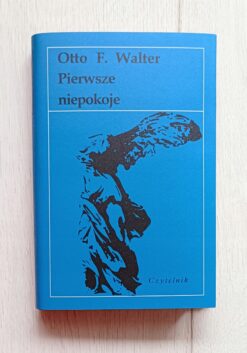 Otto F. Walter
Pierwsze
niepokoje
Czytelnik